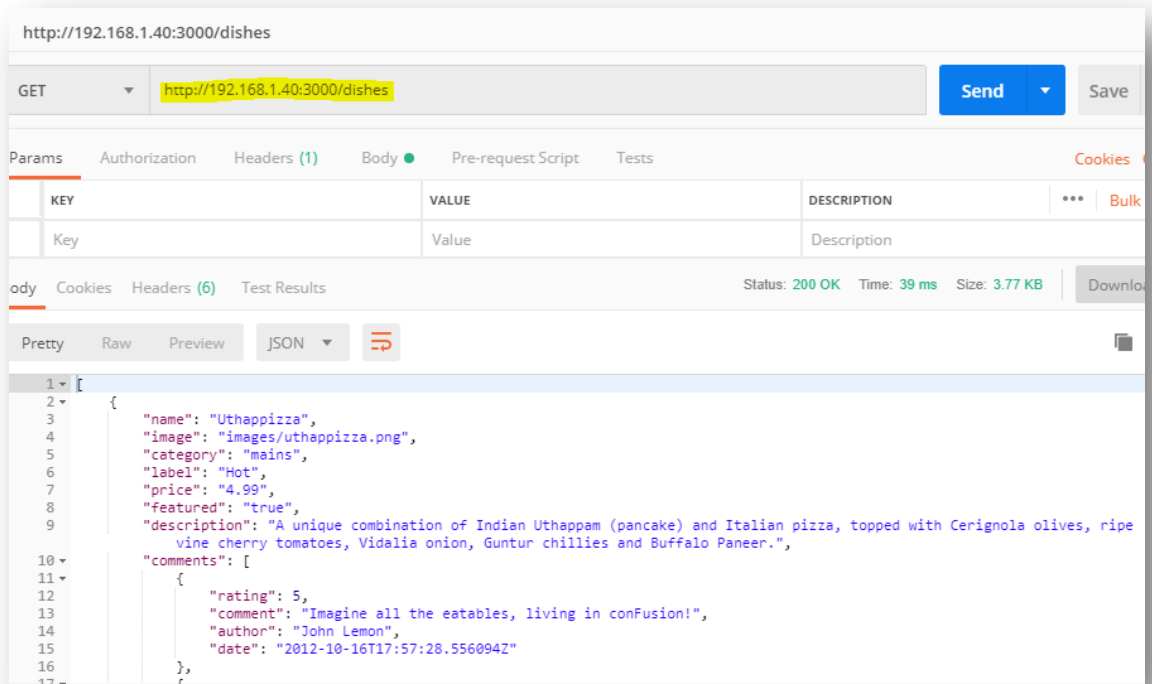 http://192.168.1.40:3000/dishes
GET http://192.168.1.40:3000/dishes Send Save
Params Authorization Headers (1) Body Pre-request Script Tests Cookies
KEY VALUE DESCRIPTION ••• Bulk
Key Value Description
ody Cookies Headers (6) Test Results Status: 200 OK Time: 39 ms Size: 3.77 KB Downloa
Pretty Raw Preview JSON
1 [
2 {
3 "name": "Uthappizza",
4 "image": "images/uthappizza.png",
5 "category": "mains",
6 "label": "Hot",
7 "price": "4.99",
8 "featured": "true",
9 "description": "A unique combination of Indian Uthappam (pancake) and Italian pizza, topped with Cerignola olives, ripe
vine cherry tomatoes, Vidalia onion, Guntur chillies and Buffalo Paneer.",
10 "comments": [
11 {
12 "rating": 5,
13 "comment": "Imagine all the eatables, living in conFusion!",
14 "author": "John Lemon",
15 "date": "2012-10-16T17:57:28.556094Z"
16 },
17 {